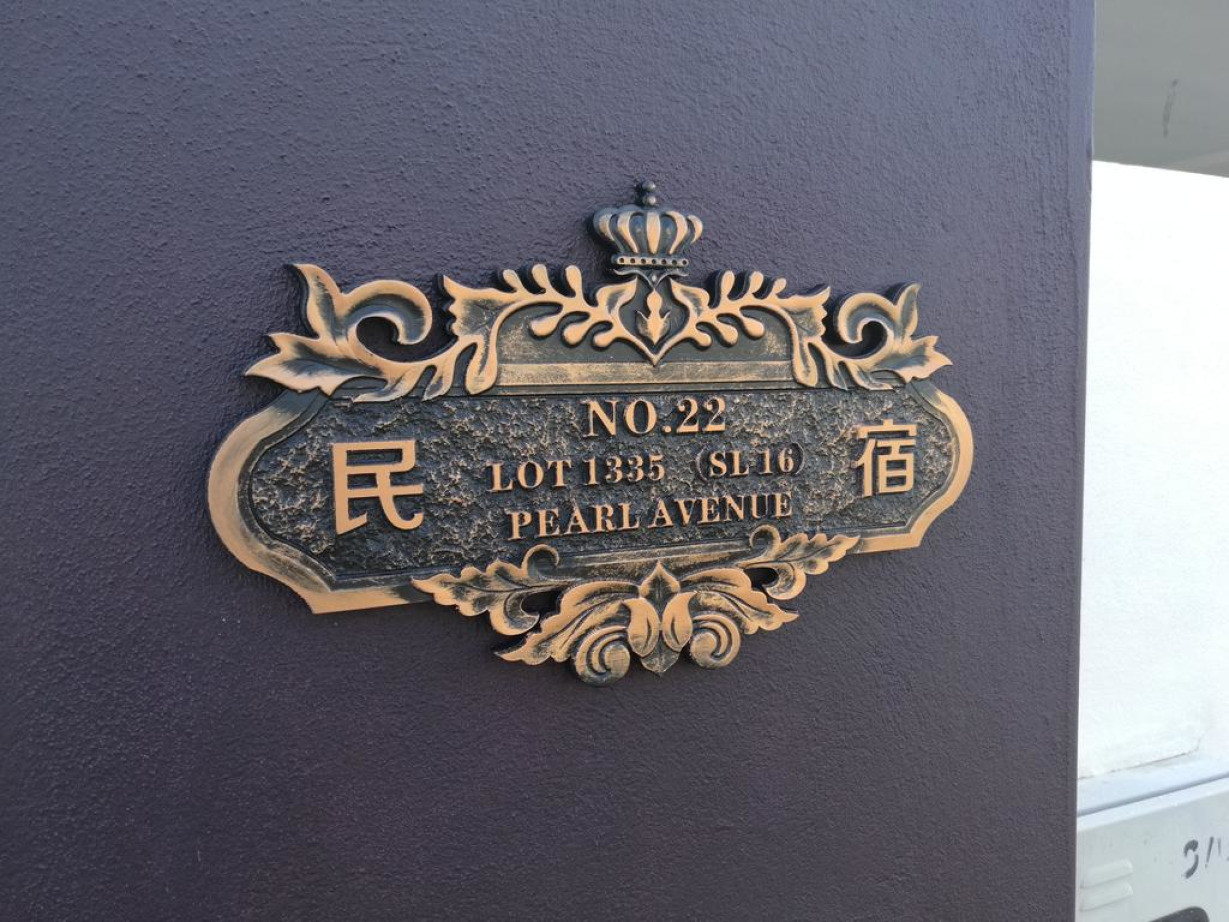 NO.22
民 LOT 1335 (SL 16) 宿
PEARL AVENUE